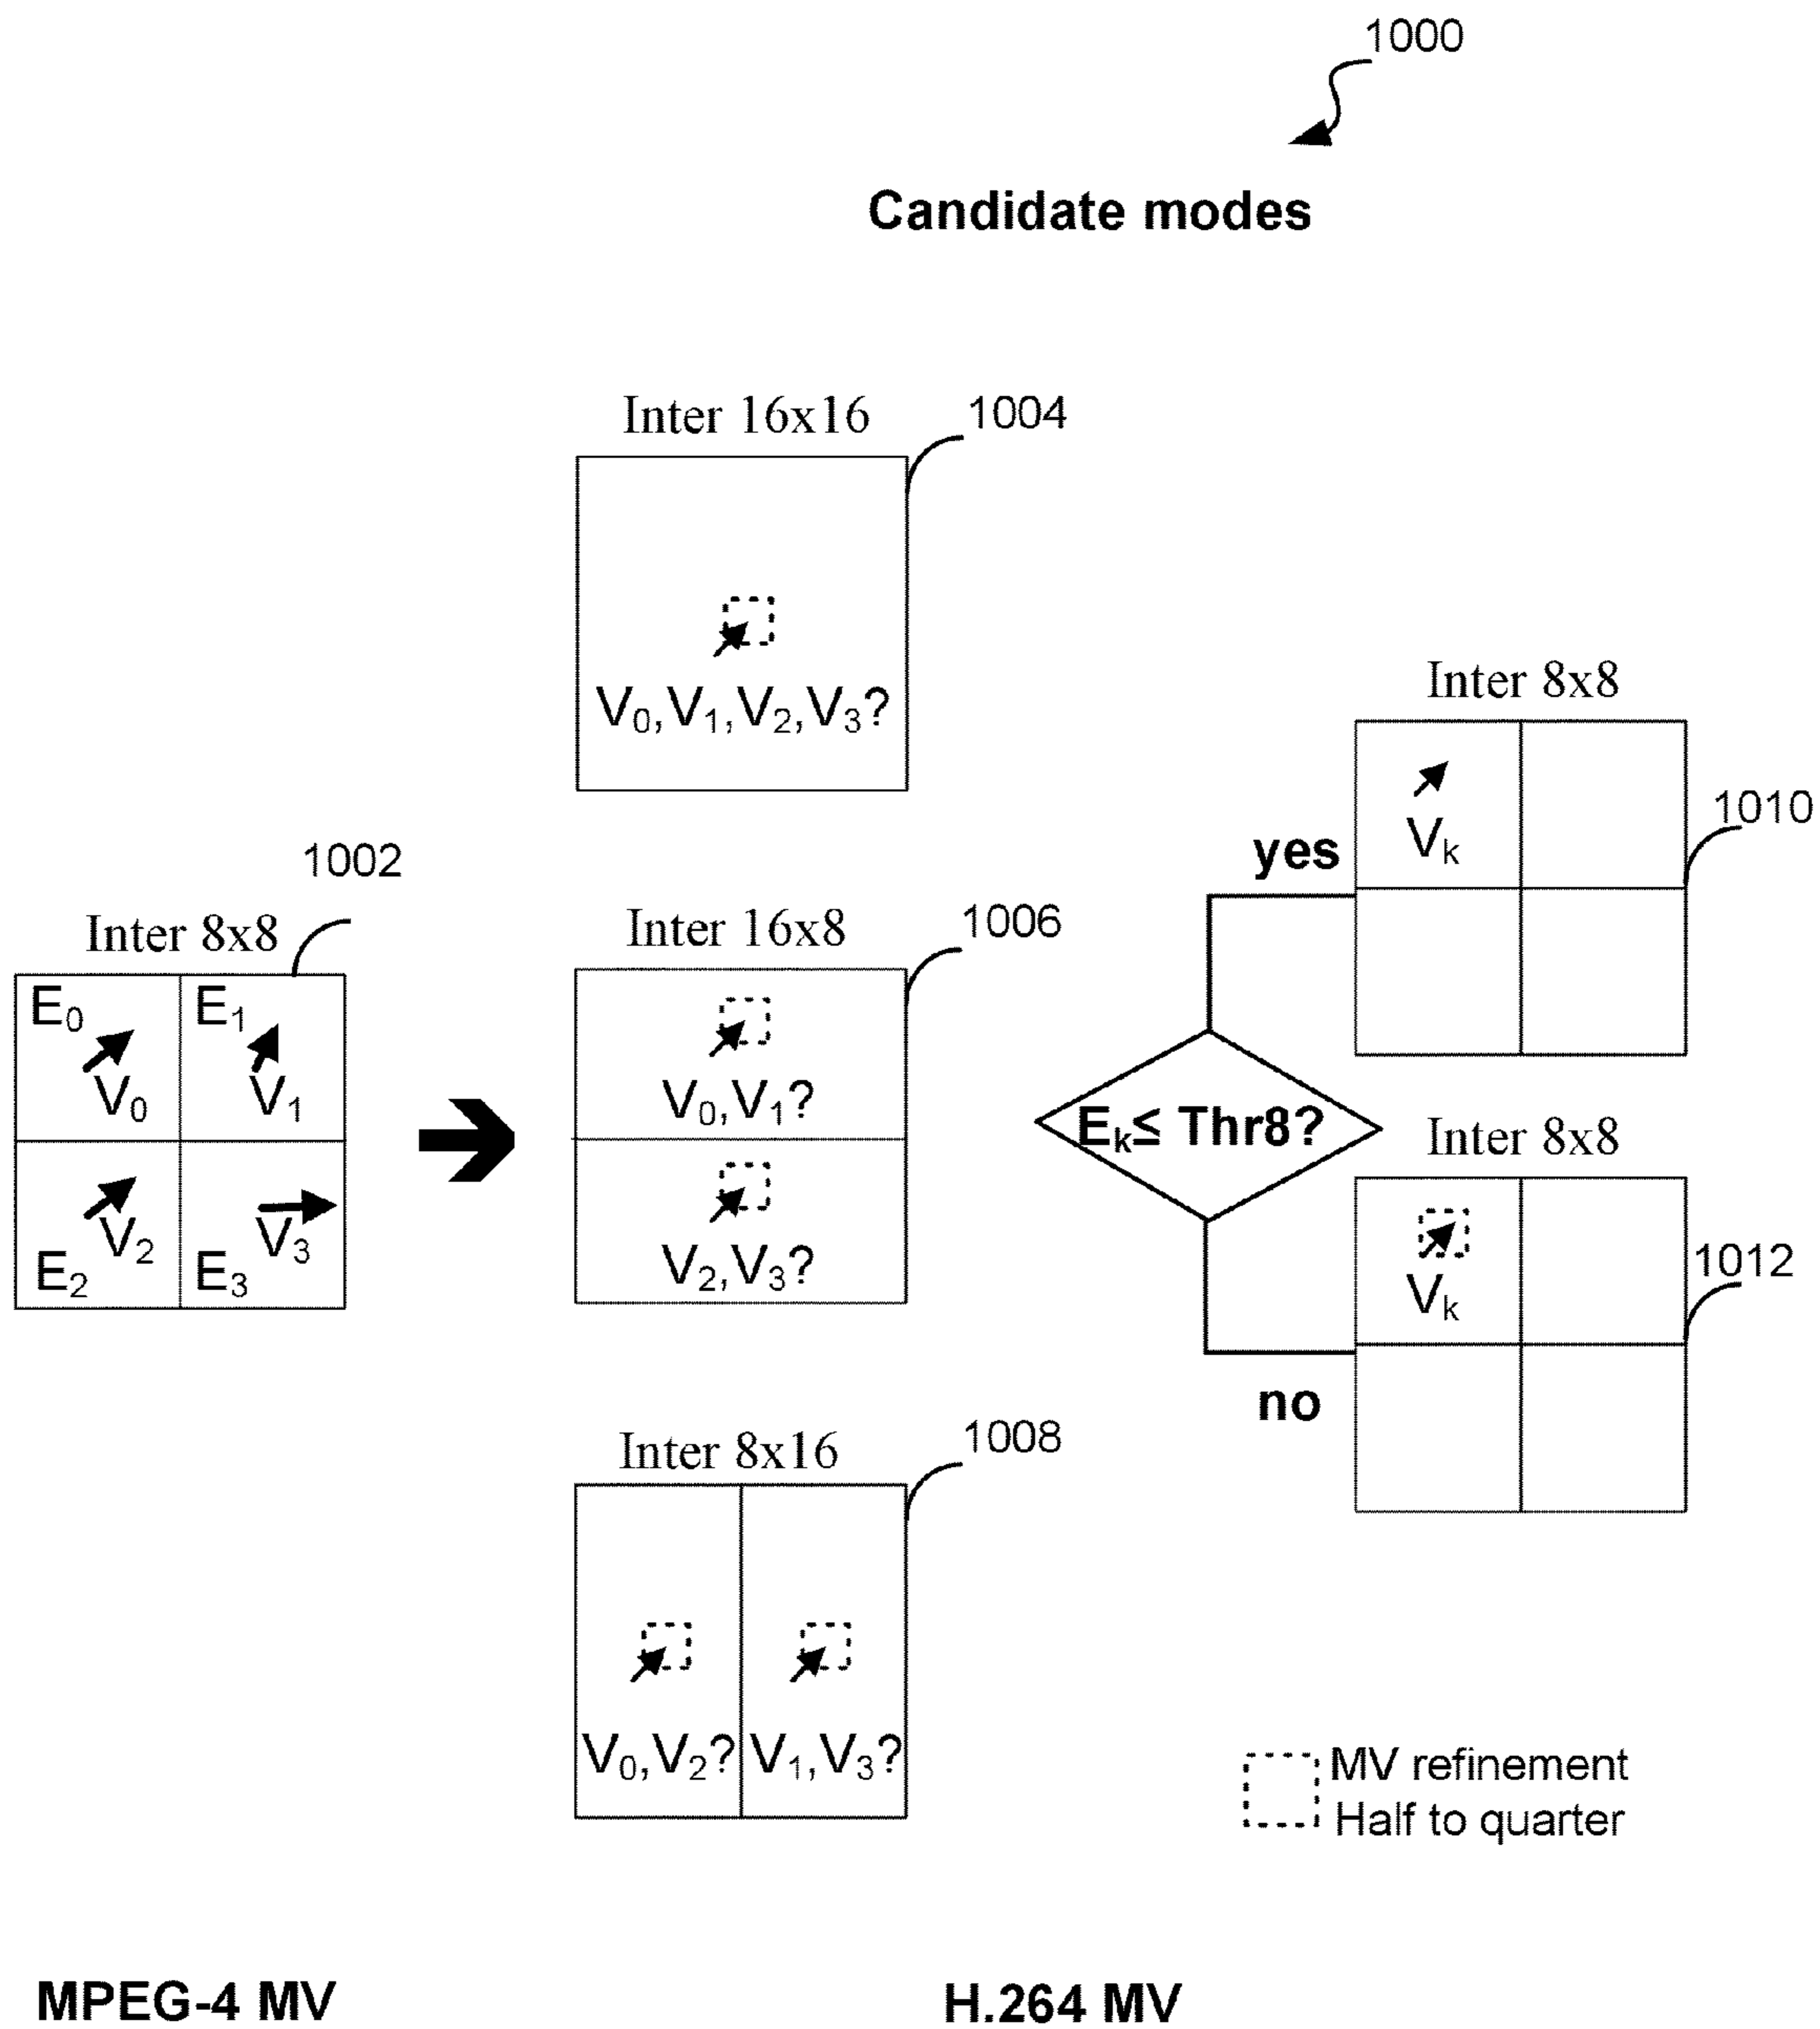 1000
Candidate modes
Inter 16x16
1004
V0,V1,V2,V3?
Inter 8x8
1010
Vk
yes
1002
Inter 8x8
E0
E1
V0
V1
V2
V3
E2
E3
Inter 16x8
1006
V0,V1?
V2,V3?
Ek≤ Thr8?
Inter 8x8
1012
Vk
no
Inter 8x16
1008
V0,V2?
V1,V3?
MV refinement
Half to quarter
MPEG-4 MV
H.264 MV